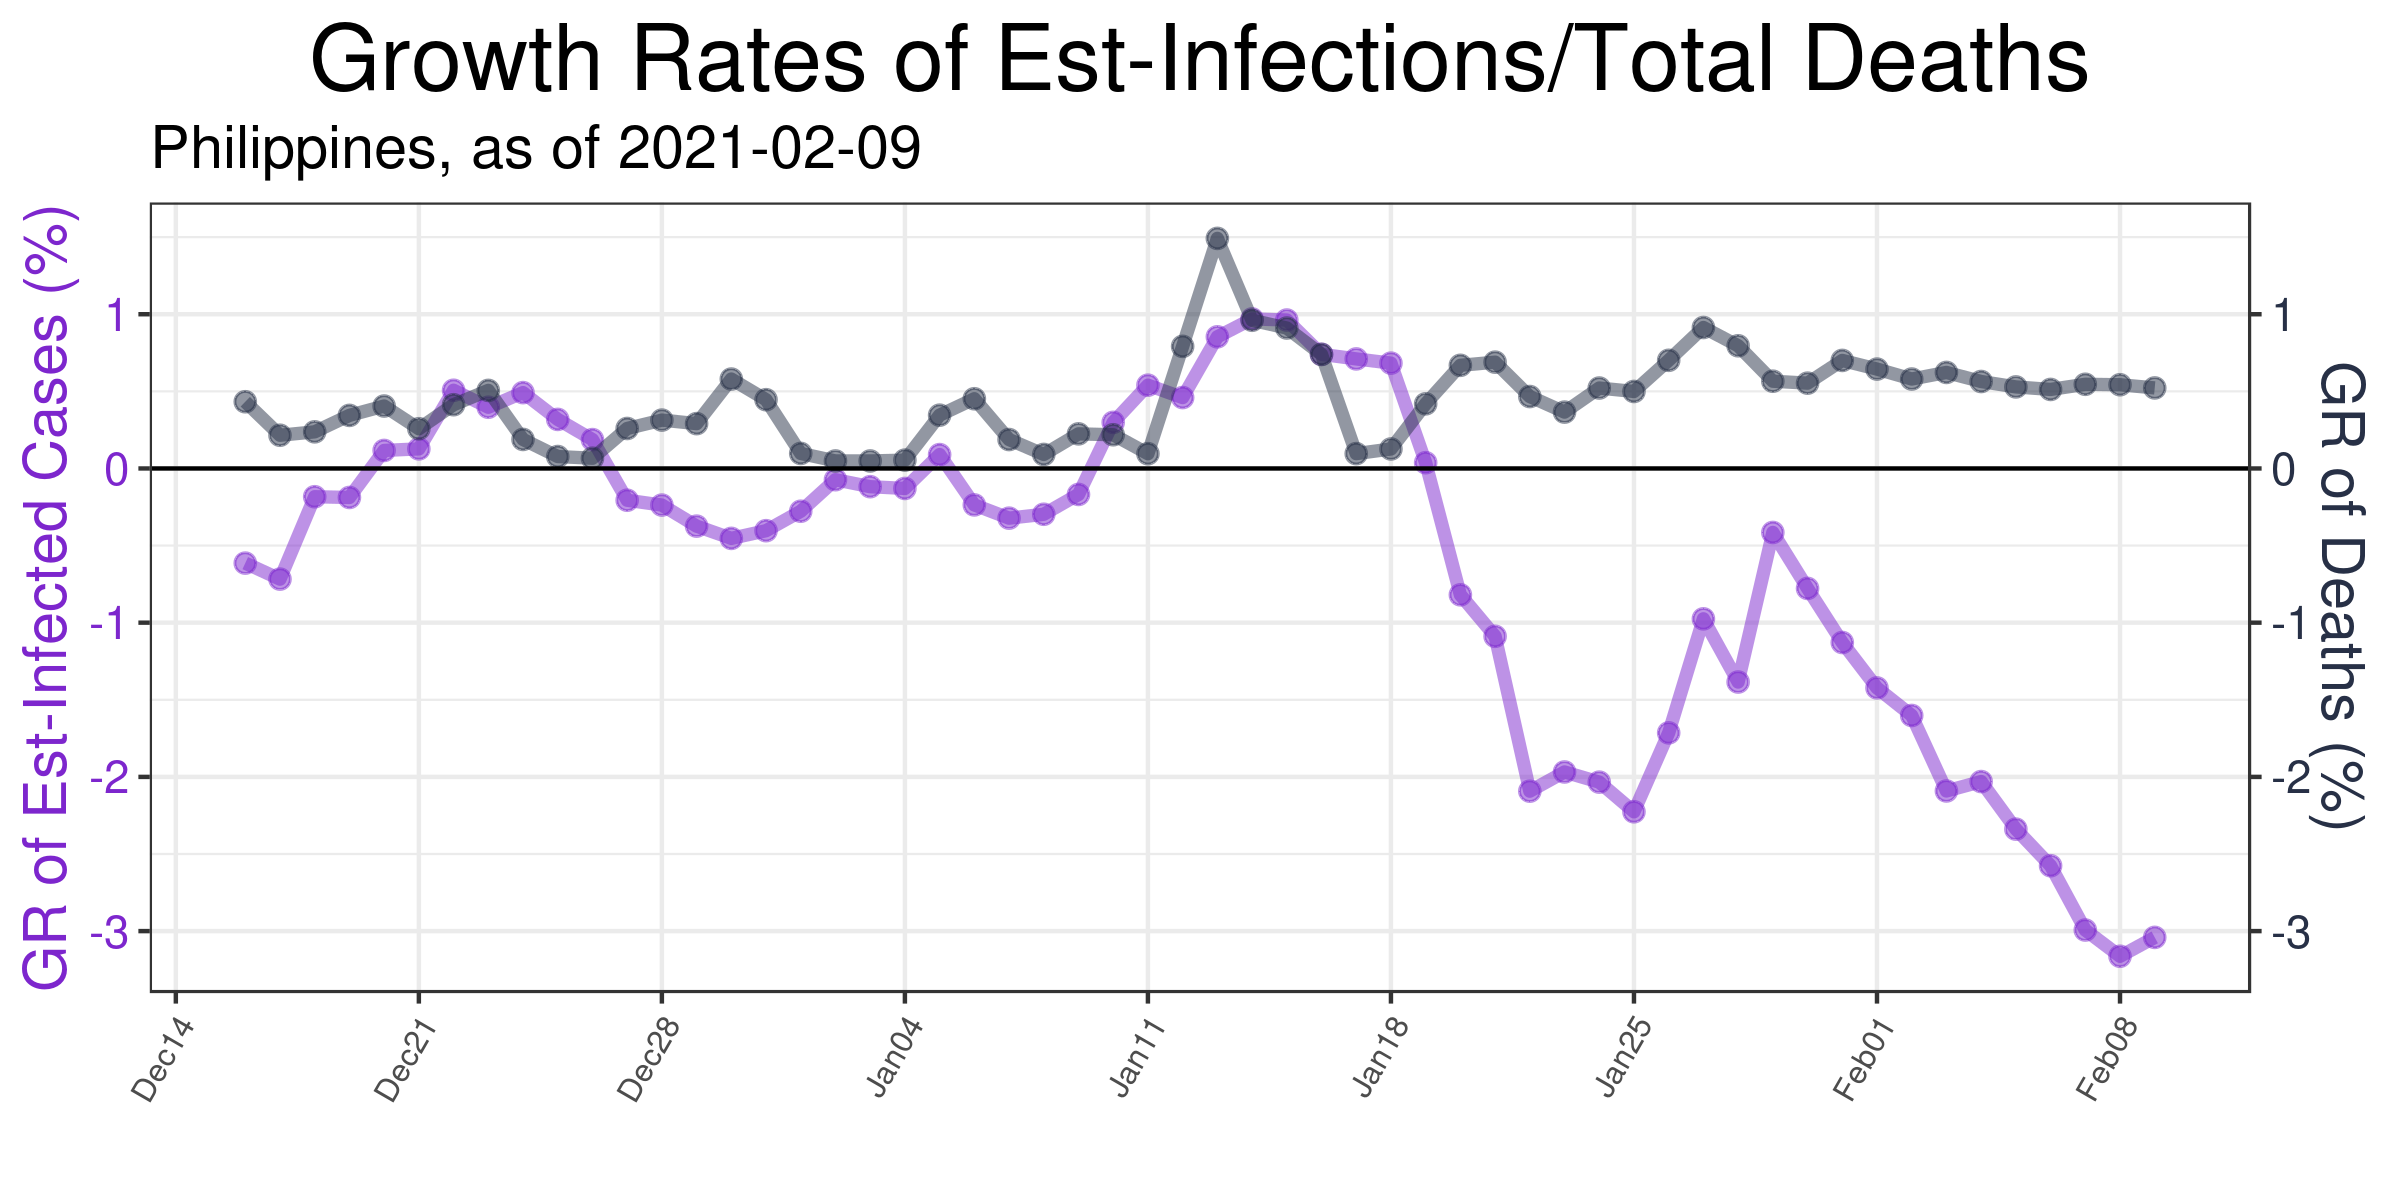 Growth Rates of Est-Infections/Total Deaths
Philippines, as of 2021-02-09
GR of Est-Infected Cases (%)
1
0
-1
-2
-3
1
0
-1
-2
-3
GR of Deaths (%)
Dec14
Dec21
Dec28
Jan04
Jan11
Jan18
Jan25
Feb01
Feb08